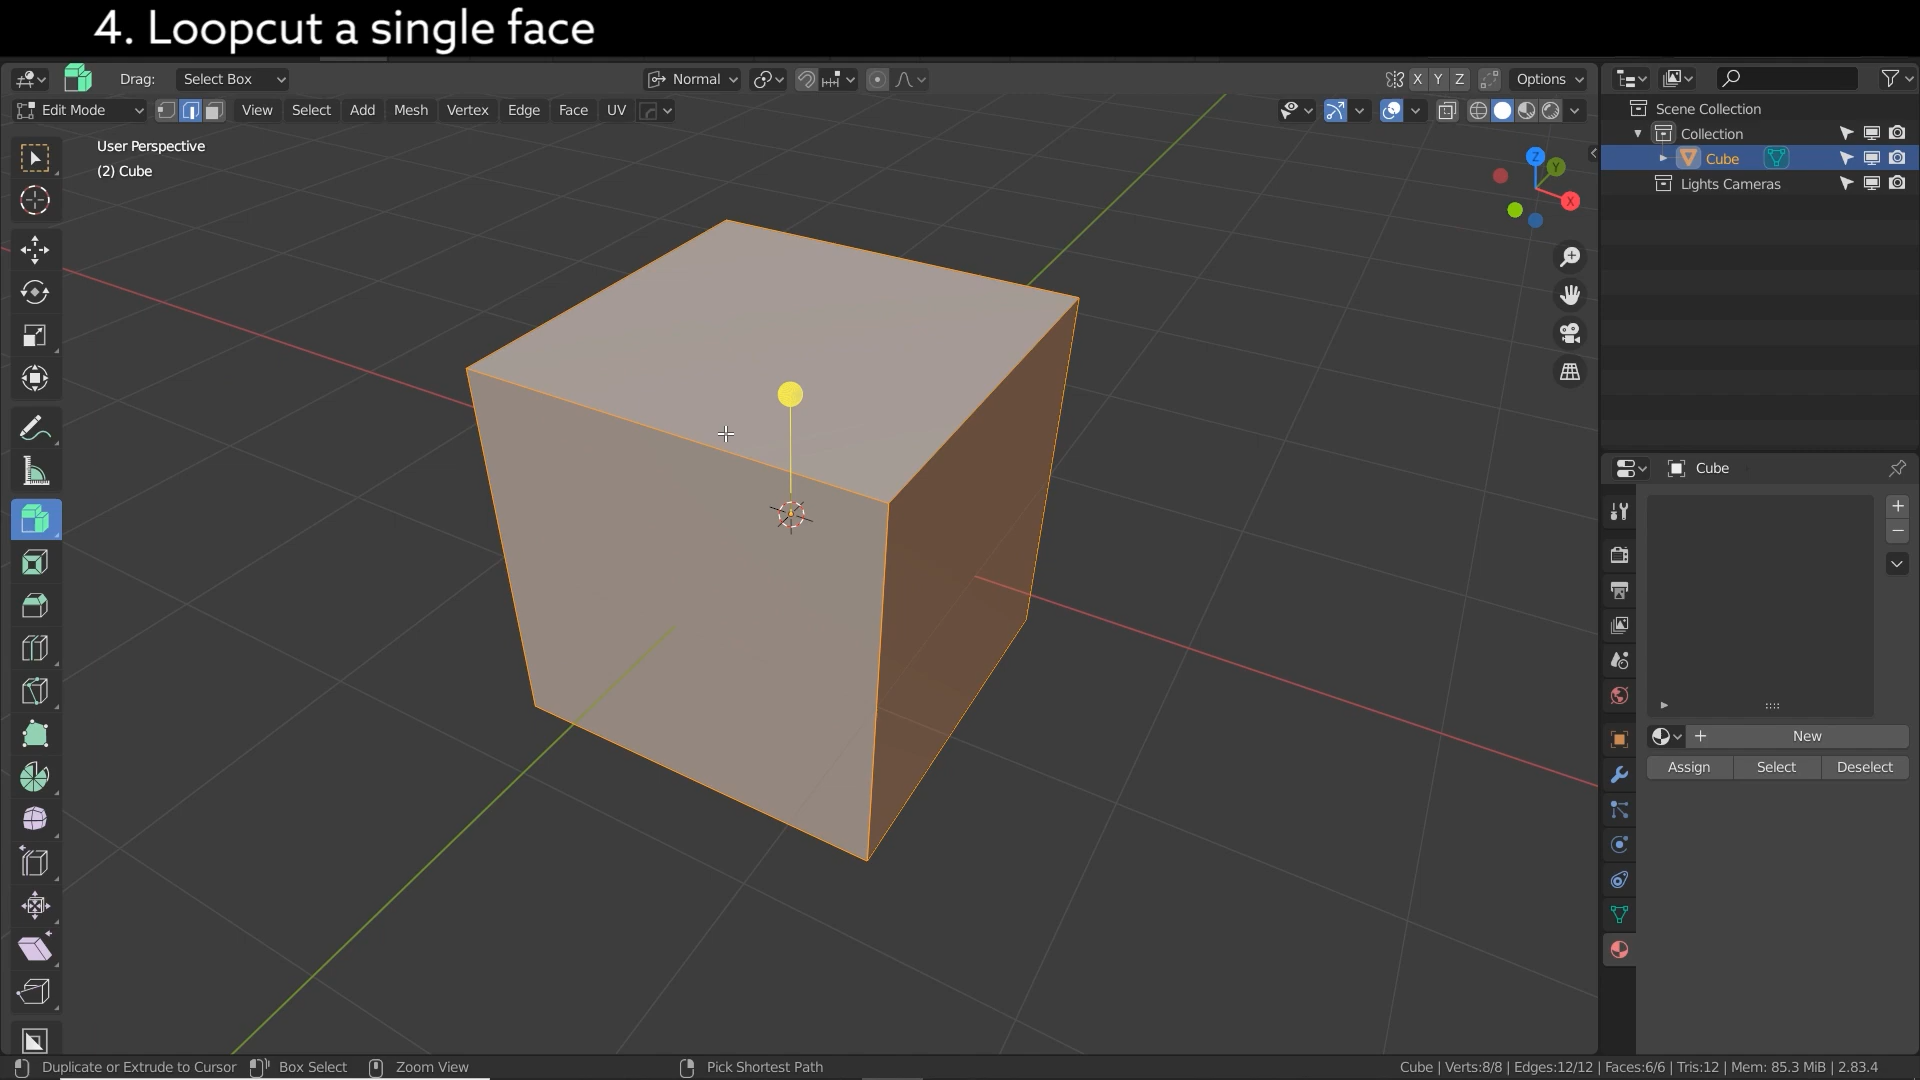 4. Loopcut a single face
Drag: Select Box Normal X Y Z Options
Edit Mode View Select Add Mesh Vertex Edge Face UV
User Perspective
(2) Cube
Z
Y
X
Scene Collection
Collection
Cube
Lights Cameras
Cube
New
Assign Select Deselect
Duplicate or Extrude to Cursor Box Select Zoom View Pick Shortest Path Cube | Verts:8/8 | Edges:12/12 | Faces:6/6 | Tris:12 | Mem: 85.3 MiB | 2.83.4